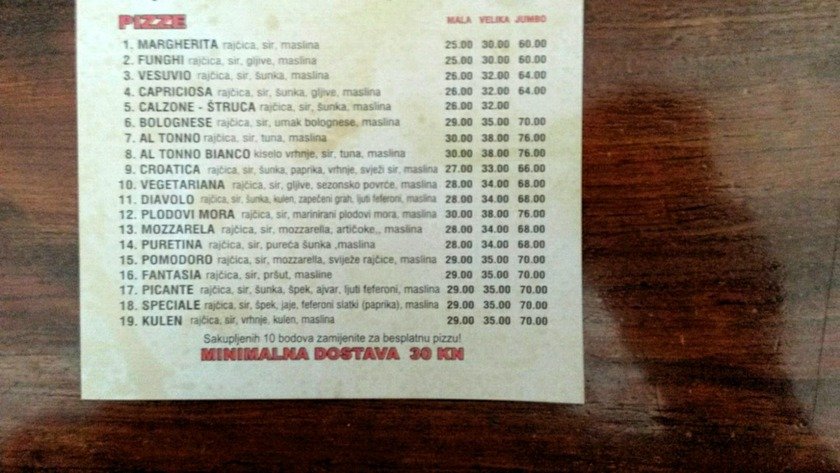 PIZZE MALA VELIKA JUMBO
1. MARGHERITA rajčica, sir, maslina 25.00 30.00 60.00
2. FUNGHI rajčica, sir, gljive, maslina 25.00 30.00 60.00
3. VESUVIO rajčica, sir, šunka, maslina 26.00 32.00 64.00
4. CAPRICIOSA rajčica, sir, šunka, gljive, maslina 26.00 32.00 64.00
5. CALZONE - ŠTRUCA rajčica, sir, šunka, maslina 26.00 32.00
6. BOLOGNESE rajčica, sir, umak bolognese, maslina 29.00 35.00 70.00
7. AL TONNO rajčica, sir, tuna, maslina 30.00 38.00 76.00
8. AL TONNO BIANCO kiselo vrhnje, sir, tuna, maslina 30.00 38.00 76.00
9. CROATICA rajčica, sir, šunka, paprika, vrhnje, svježi sir, maslina 27.00 33.00 66.00
10. VEGETARIANA rajčica, sir, gljive, sezonsko povrće, maslina 28.00 34.00 68.00
11. DIAVOLO rajčica, sir, šunka, kulen, zapečeni grah, ljuti feferoni, maslina 28.00 34.00 68.00
12. PLODOVI MORA rajčica, sir, marinirani plodovi mora, maslina 30.00 38.00 76.00
13. MOZZARELA rajčica, sir, mozzarella, artičoke,, maslina 28.00 34.00 68.00
14. PURETINA rajčica, sir, pureća šunka ,maslina 28.00 34.00 68.00
15. POMODORO rajčica, sir, mozzarella, sviježe rajčice, maslina 29.00 35.00 70.00
16. FANTASIA rajčica, sir, pršut, masline 29.00 35.00 70.00
17. PICANTE rajčica, sir, šunka, špek, ajvar, ljuti feferoni, maslina 29.00 35.00 70.00
18. SPECIALE rajčica, sir, špek, jaje, feferoni slatki (paprika), maslina 29.00 35.00 70.00
19. KULEN rajčica, sir, vrhnje, kulen, maslina 29.00 35.00 70.00
Sakupljenih 10 bodova zamijenite za besplatnu pizzu!
MINIMALNA DOSTAVA 30 KN